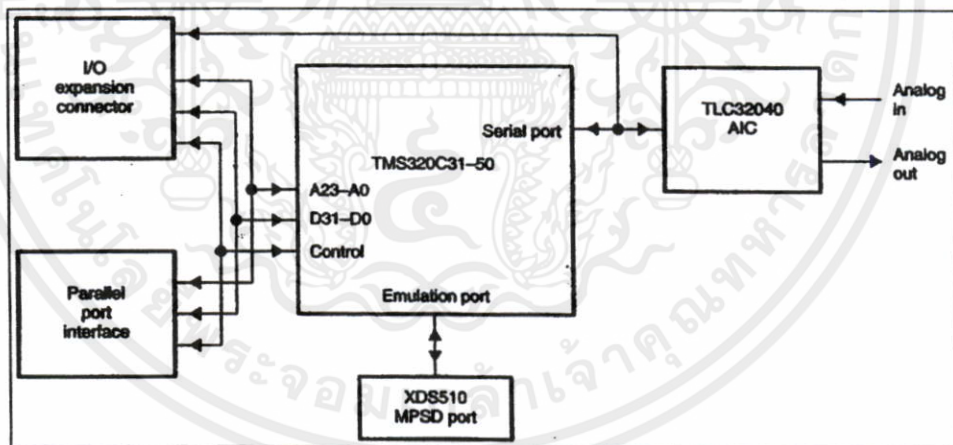 I/O
expansion
connector
Serial port
TMS320C31-50
A23-A0
D31-D0
Control
Emulation port
TLC32040
AIC
Analog
in
Analog
out
Parallel
port
interface
XDS510
MPSD port